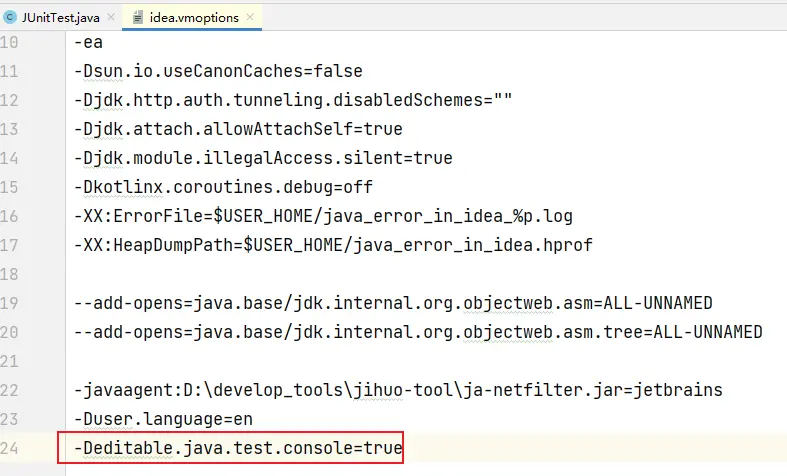 JUnitTest.java
idea.vmoptions
10 -ea
11 -Dsun.io.useCanonCaches=false
12 -Djdk.http.auth.tunneling.disabledSchemes=""
13 -Djdk.attach.allowAttachSelf=true
14 -Djdk.module.illegalAccess.silent=true
15 -Dkotlinx.coroutines.debug=off
16 -XX:ErrorFile=$USER_HOME/java_error_in_idea_%p.log
17 -XX:HeapDumpPath=$USER_HOME/java_error_in_idea.hprof
18
19 --add-opens=java.base/jdk.internal.org.objectweb.asm=ALL-UNNAMED
20 --add-opens=java.base/jdk.internal.org.objectweb.asm.tree=ALL-UNNAMED
21
22 -javaagent:D:\develop_tools\jihuo-tool\ja-netfilter.jar=jetbrains
23 -Duser.language=en
24 -Deditable.java.test.console=true